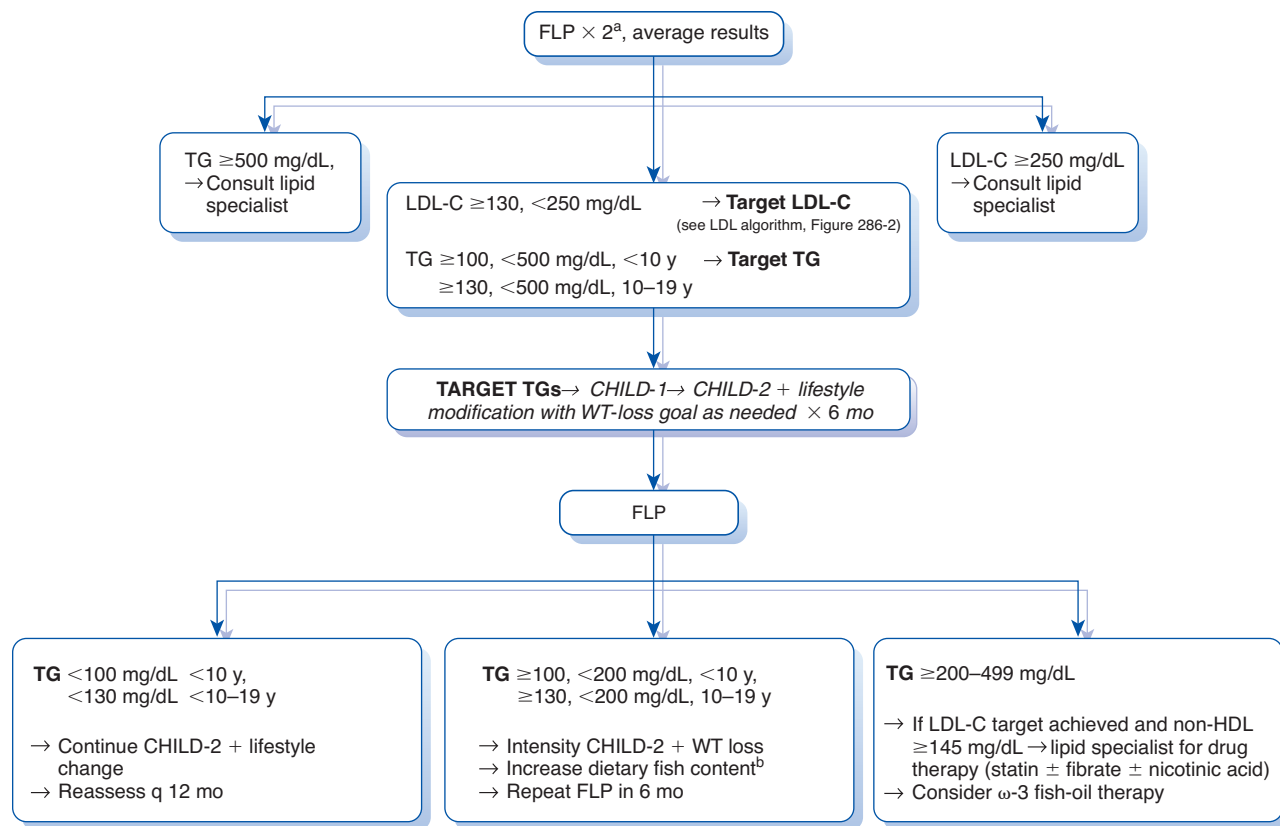 FLP × 2ᵃ, average results
TG ≥500 mg/dL,
→ Consult lipid
specialist
LDL-C ≥250 mg/dL
→ Consult lipid
specialist
LDL-C ≥130, <250 mg/dL → Target LDL-C
(see LDL algorithm, Figure 286-2)
TG ≥100, <500 mg/dL, <10 y → Target TG
≥130, <500 mg/dL, 10–19 y
TARGET TGs→ CHILD-1→ CHILD-2 + lifestyle
modification with WT-loss goal as needed × 6 mo
FLP
TG <100 mg/dL <10 y,
<130 mg/dL <10–19 y
→ Continue CHILD-2 + lifestyle
change
→ Reassess q 12 mo
TG ≥100, <200 mg/dL, <10 y,
≥130, <200 mg/dL, 10–19 y
→ Intensity CHILD-2 + WT loss
→ Increase dietary fish contentᵇ
→ Repeat FLP in 6 mo
TG ≥200–499 mg/dL
→ If LDL-C target achieved and non-HDL
≥145 mg/dL → lipid specialist for drug
therapy (statin ± fibrate ± nicotinic acid)
→ Consider ω-3 fish-oil therapy